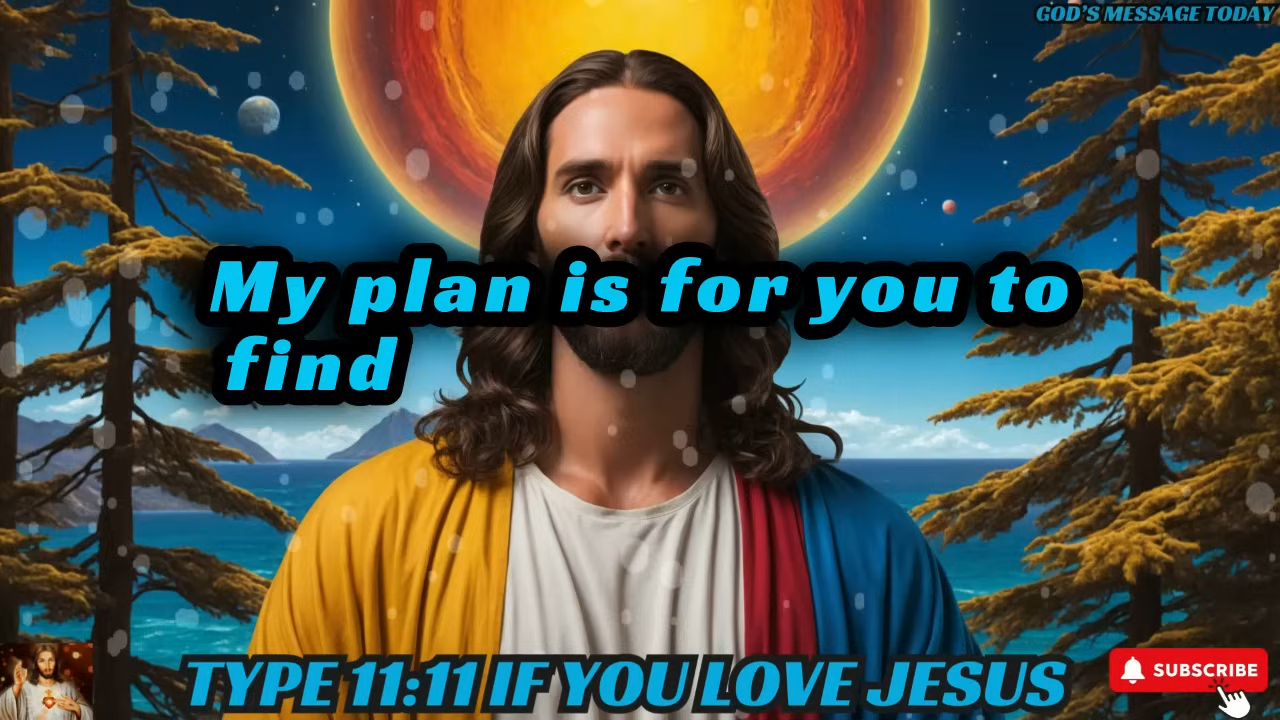 GOD'S MESSAGE TODAY
My plan is for you to
find
TYPE 11:11 IF YOU LOVE JESUS
SUBSCRIBE